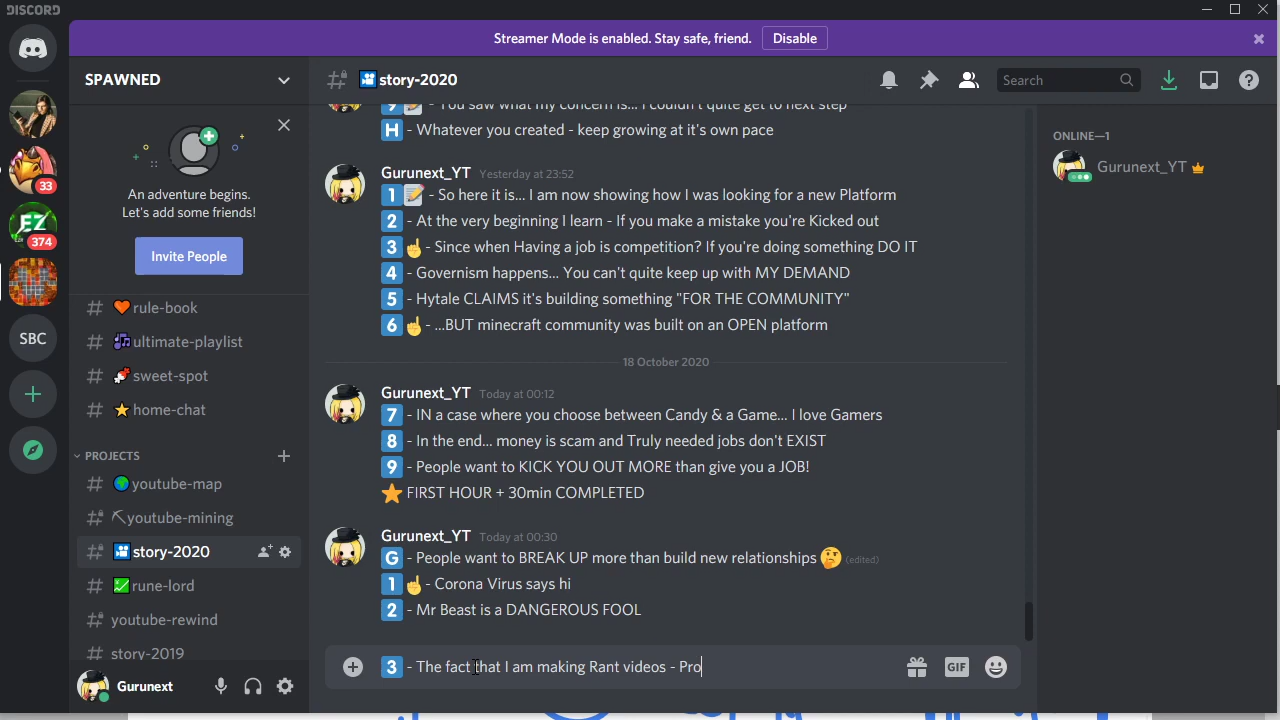 DISCORD
Streamer Mode is enabled. Stay safe, friend. Disable
SPAWNED
story-2020
Search
An adventure begins.
Let's add some friends!
Invite People
33
374
SBC
rule-book
ultimate-playlist
sweet-spot
home-chat
PROJECTS
youtube-map
youtube-mining
story-2020
rune-lord
youtube-rewind
story-2019
Gurunext
9 - You saw what my concern is... I couldn't quite get to next step
H - Whatever you created - keep growing at it's own pace
Gurunext_YT Yesterday at 23:52
1 - So here it is... I am now showing how I was looking for a new Platform
2 - At the very beginning I learn - If you make a mistake you're Kicked out
3 - Since when Having a job is competition? If you're doing something DO IT
4 - Governism happens... You can't quite keep up with MY DEMAND
5 - Hytale CLAIMS it's building something "FOR THE COMMUNITY"
6 - ...BUT minecraft community was built on an OPEN platform
18 October 2020
Gurunext_YT Today at 00:12
7 - IN a case where you choose between Candy & a Game... I love Gamers
8 - In the end... money is scam and Truly needed jobs don't EXIST
9 - People want to KICK YOU OUT MORE than give you a JOB!
FIRST HOUR + 30min COMPLETED
Gurunext_YT Today at 00:30
G - People want to BREAK UP more than build new relationships (edited)
1 - Corona Virus says hi
2 - Mr Beast is a DANGEROUS FOOL
3 - The fact that I am making Rant videos - Pro
GIF
ONLINE—1
Gurunext_YT